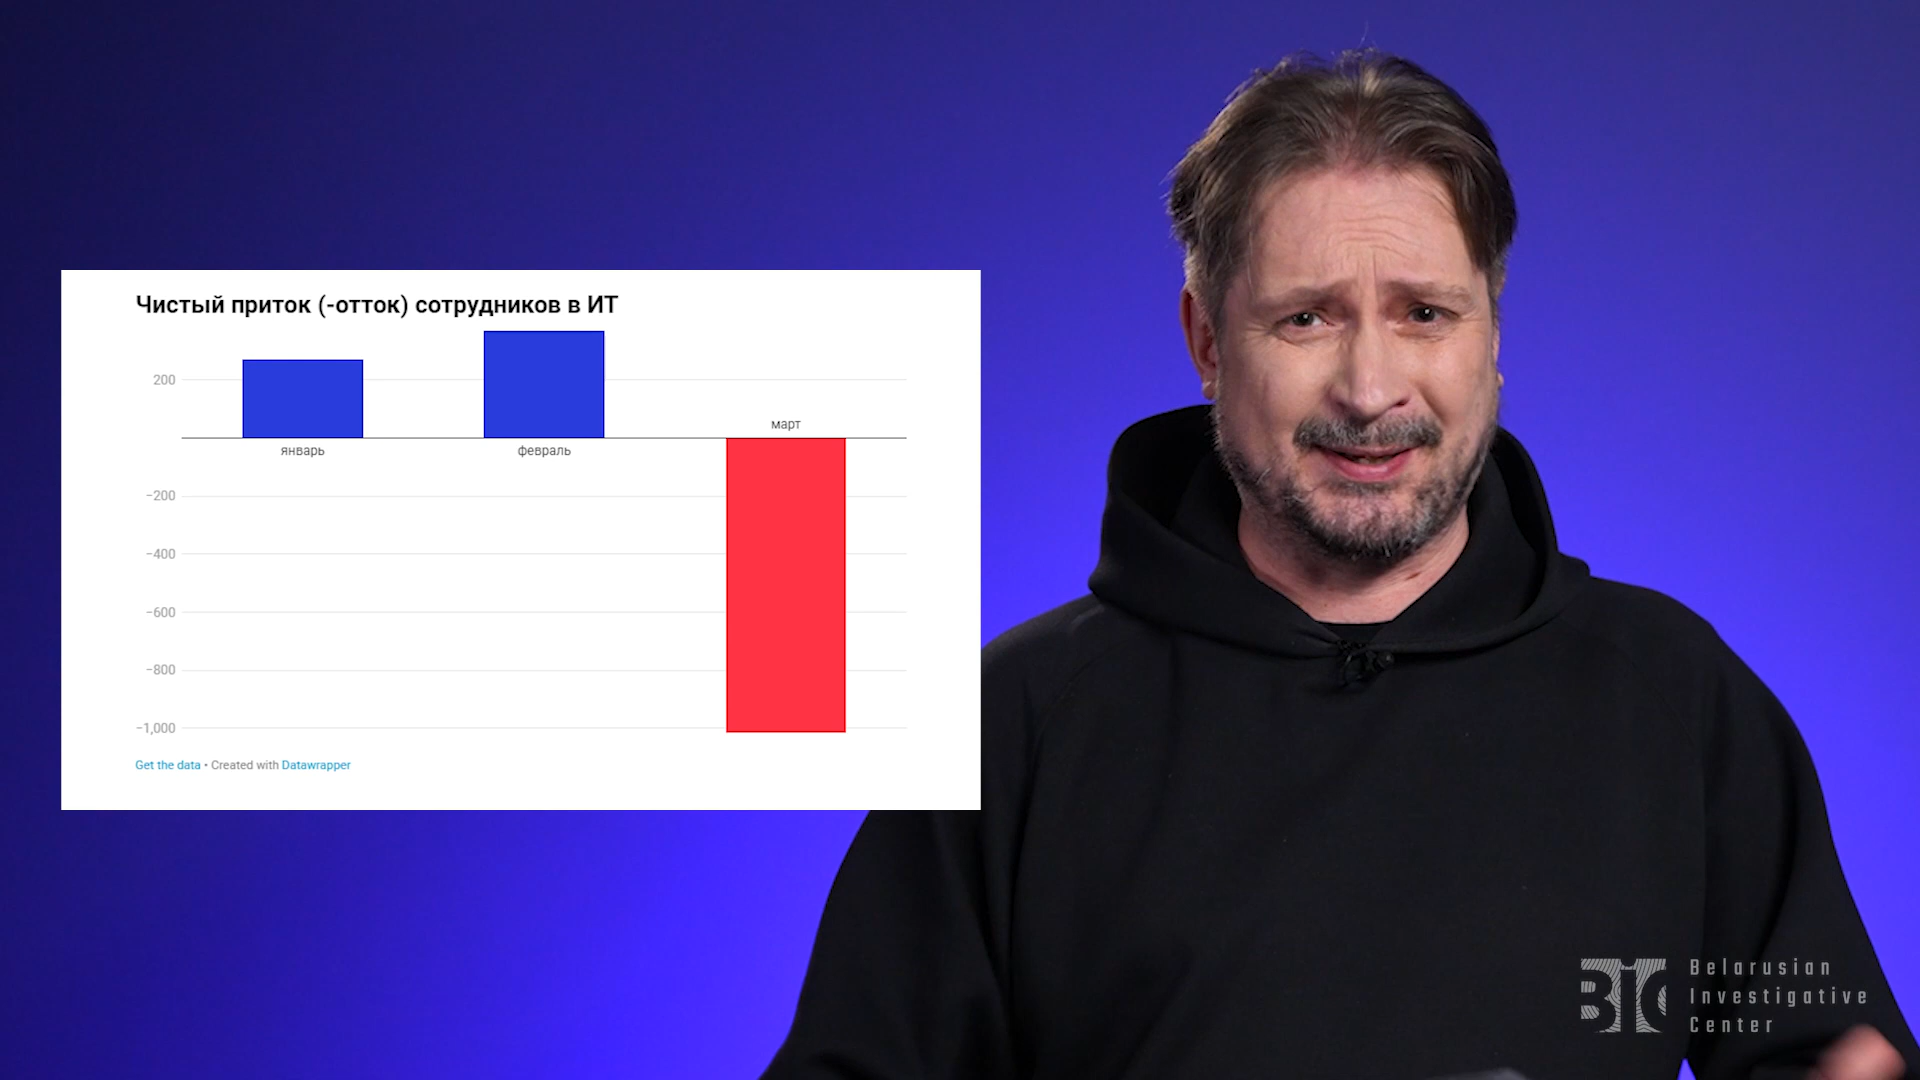 Чистый приток (-отток) сотрудников в ИТ
200
март
январь
февраль
−200
−400
−600
−800
−1,000
Get the data • Created with Datawrapper
Belarusian
Investigative
Center